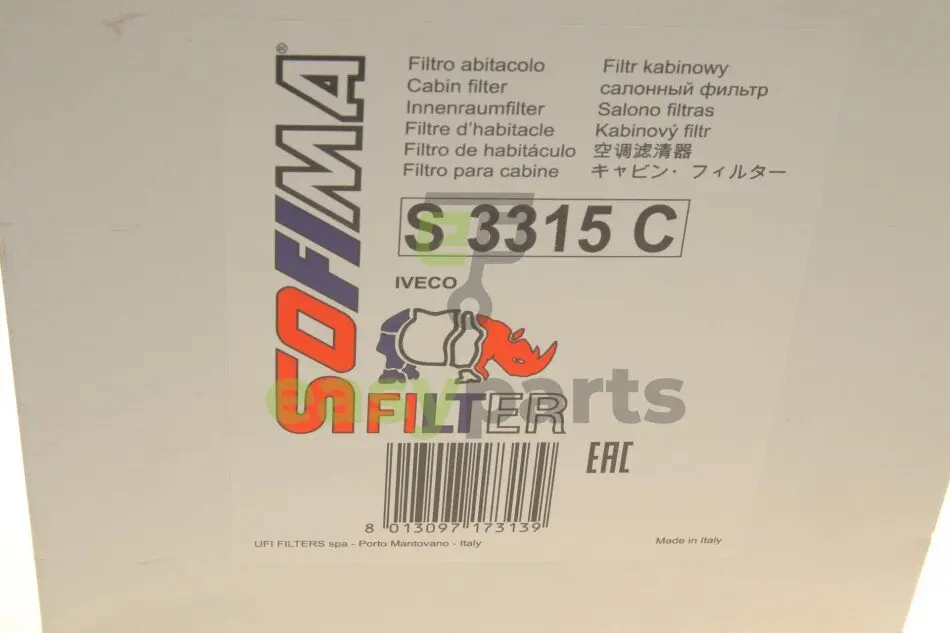 SOFIMA®
Filtro abitacolo
Cabin filter
Innenraumfilter
Filtre d'habitacle
Filtro de habitáculo
Filtro para cabine
Filtr kabinowy
салонный фильтр
Salono filtras
Kabinový filtr
空调滤清器
キャビン・フィルター
S 3315 C
IVECO
easyparts
FILTER
EAC
8 013097 173139
UFI FILTERS spa - Porto Mantovano - Italy
Made in Italy